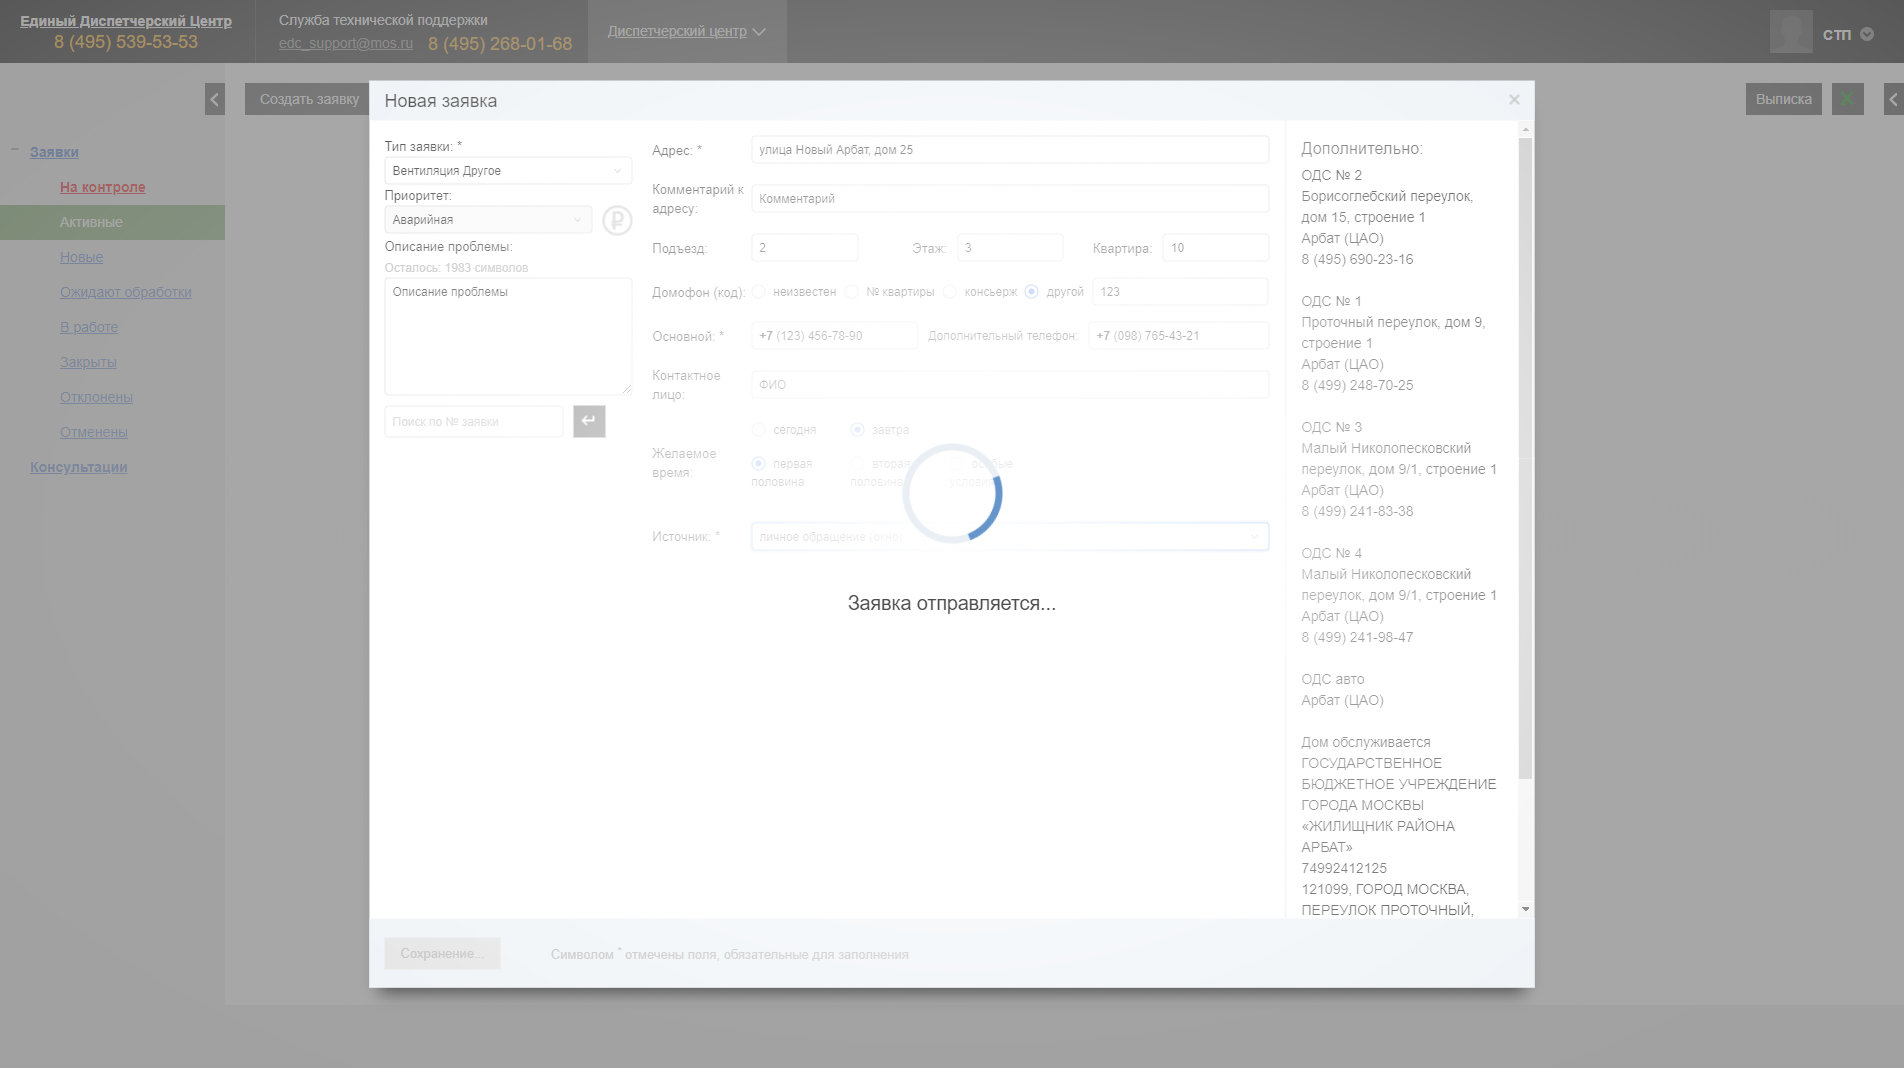 Единый Диспетчерский Центр
8 (495) 539-53-53
Служба технической поддержки
edc_support@mos.ru 8 (495) 268-01-68
Диспетчерский центр
СТП
Создать заявку
Выписка
Заявки
На контроле
Активные
Новые
Ожидают обработки
В работе
Закрыты
Отклонены
Отменены
Консультации
Новая заявка
Тип заявки: *
Вентиляция Другое
Приоритет:
Аварийная
Описание проблемы:
Осталось: 1983 символов
Описание проблемы
Поиск по № заявки
Адрес: * улица Новый Арбат, дом 25
Комментарий к адресу: Комментарий
Подъезд: 2 Этаж: 3 Квартира: 10
Домофон (код): неизвестен № квартиры консьерж другой 123
Основной: * +7 (123) 456-78-90 Дополнительный телефон: +7 (098) 765-43-21
Контактное лицо: ФИО
сегодня завтра
Желаемое время: первая половина вторая половина особые условия
Источник: * личное обращение (окно)
Заявка отправляется...
Дополнительно:
ОДС № 2
Борисоглебский переулок,
дом 15, строение 1
Арбат (ЦАО)
8 (495) 690-23-16
ОДС № 1
Проточный переулок, дом 9,
строение 1
Арбат (ЦАО)
8 (499) 248-70-25
ОДС № 3
Малый Николопесковский
переулок, дом 9/1, строение 1
Арбат (ЦАО)
8 (499) 241-83-38
ОДС № 4
Малый Николопесковский
переулок, дом 9/1, строение 1
Арбат (ЦАО)
8 (499) 241-98-47
ОДС авто
Арбат (ЦАО)
Дом обслуживается
ГОСУДАРСТВЕННОЕ
БЮДЖЕТНОЕ УЧРЕЖДЕНИЕ
ГОРОДА МОСКВЫ
«ЖИЛИЩНИК РАЙОНА
АРБАТ»
74992412125
121099, ГОРОД МОСКВА,
ПЕРЕУЛОК ПРОТОЧНЫЙ,
Сохранение...
Символом * отмечены поля, обязательные для заполнения